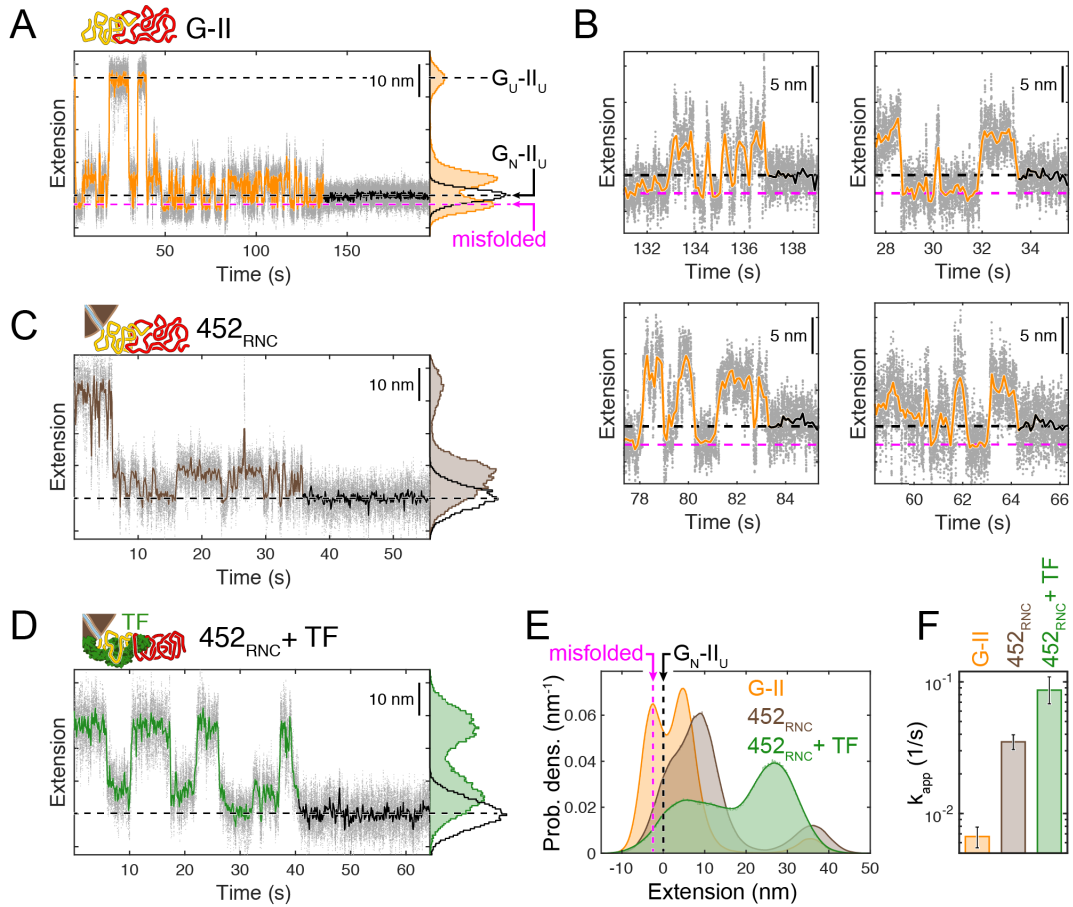 A
G-II
10 nm
G_U-II_U
G_N-II_U
misfolded
Extension
50
100
150
Time (s)
B
5 nm
Extension
132
134
136
138
Time (s)
5 nm
28
30
32
34
Time (s)
5 nm
Extension
78
80
82
84
Time (s)
5 nm
60
62
64
66
Time (s)
C
452_RNC
10 nm
Extension
10
20
30
40
50
Time (s)
D
TF
452_RNC+ TF
10 nm
Extension
10
20
30
40
50
60
Time (s)
E
misfolded
G_N-II_U
G-II
452_RNC
452_RNC+ TF
Prob. dens. (nm⁻¹)
0.06
0.04
0.02
0
-10
0
10
20
30
40
50
Extension (nm)
F
G-II
452_RNC
452_RNC+ TF
k_app (1/s)
10⁻¹
10⁻²